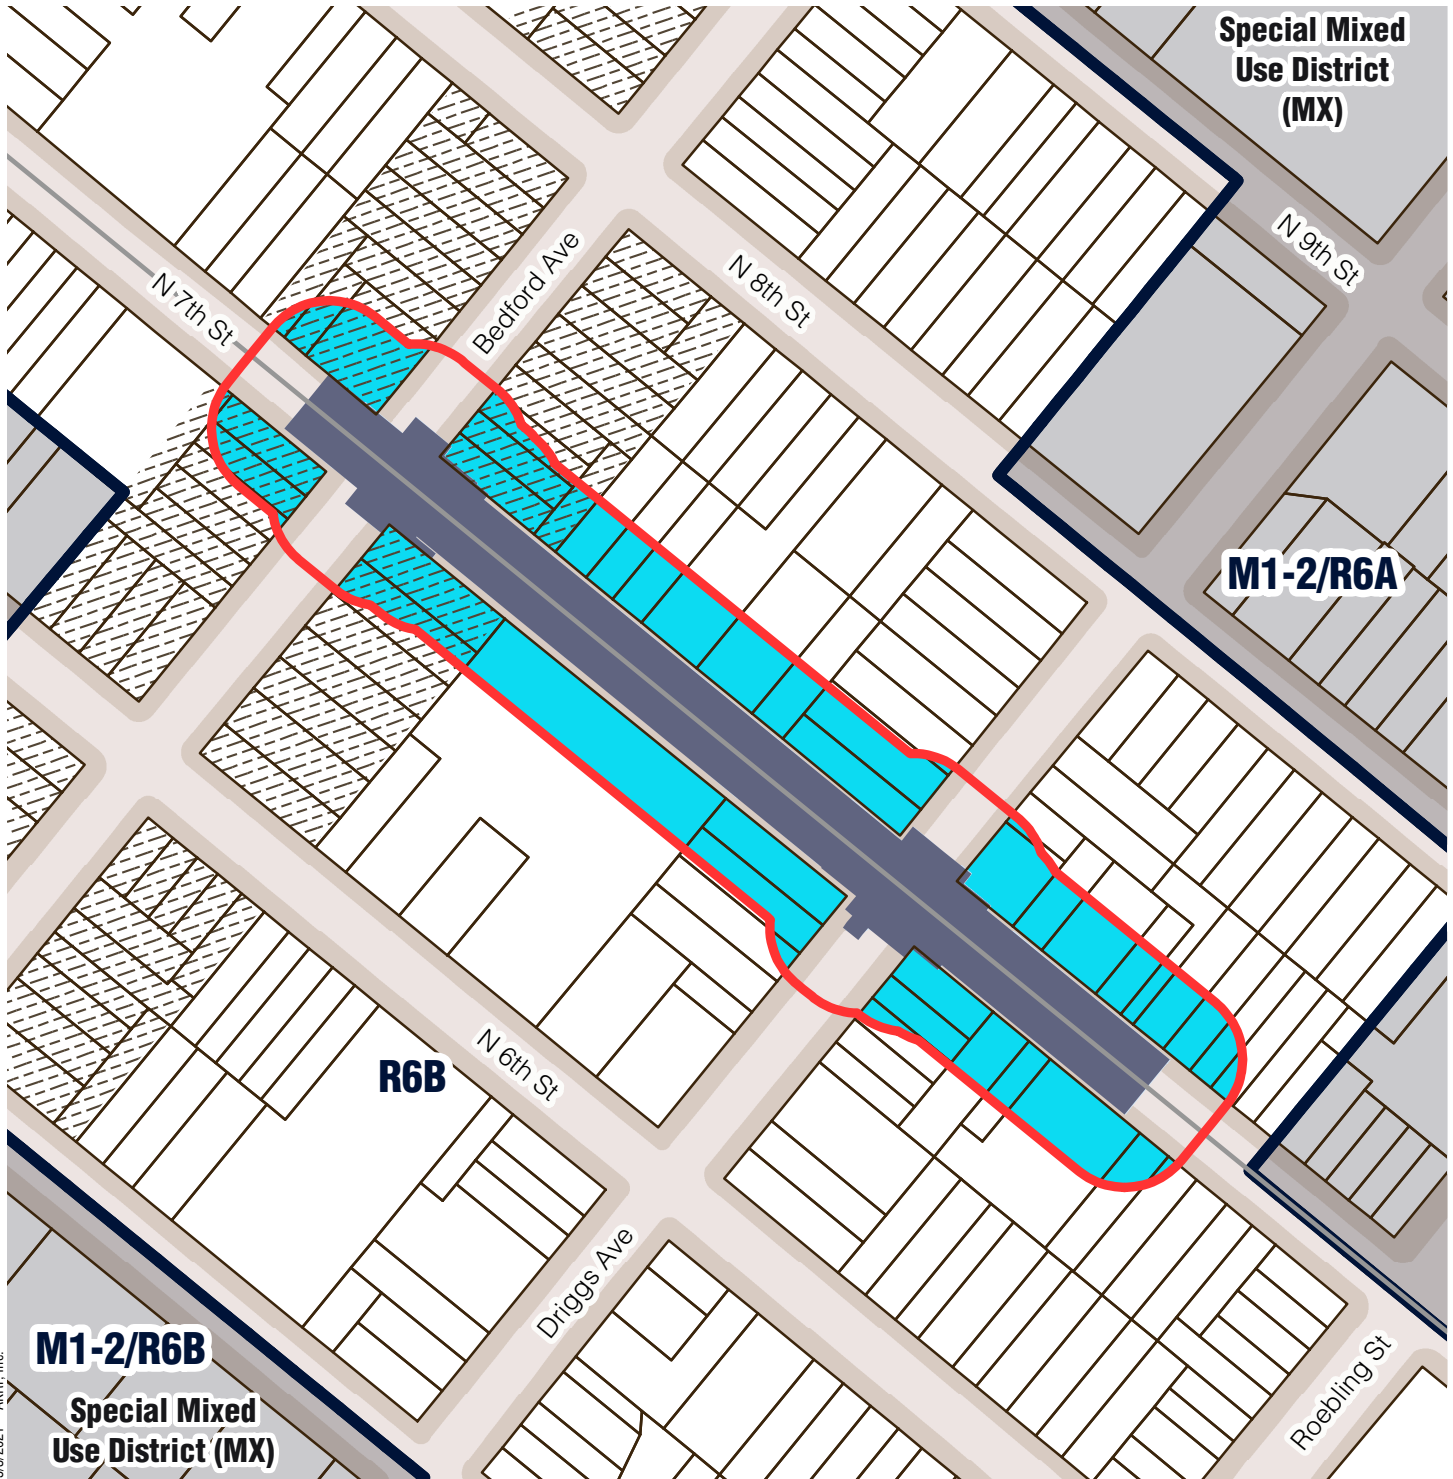 Special Mixed
Use District
(MX)
N 9th St
N 8th St
Bedford Ave
N 7th St
M1-2/R6A
R6B
N 6th St
Driggs Ave
M1-2/R6B
Special Mixed
Use District (MX)
Roebling St